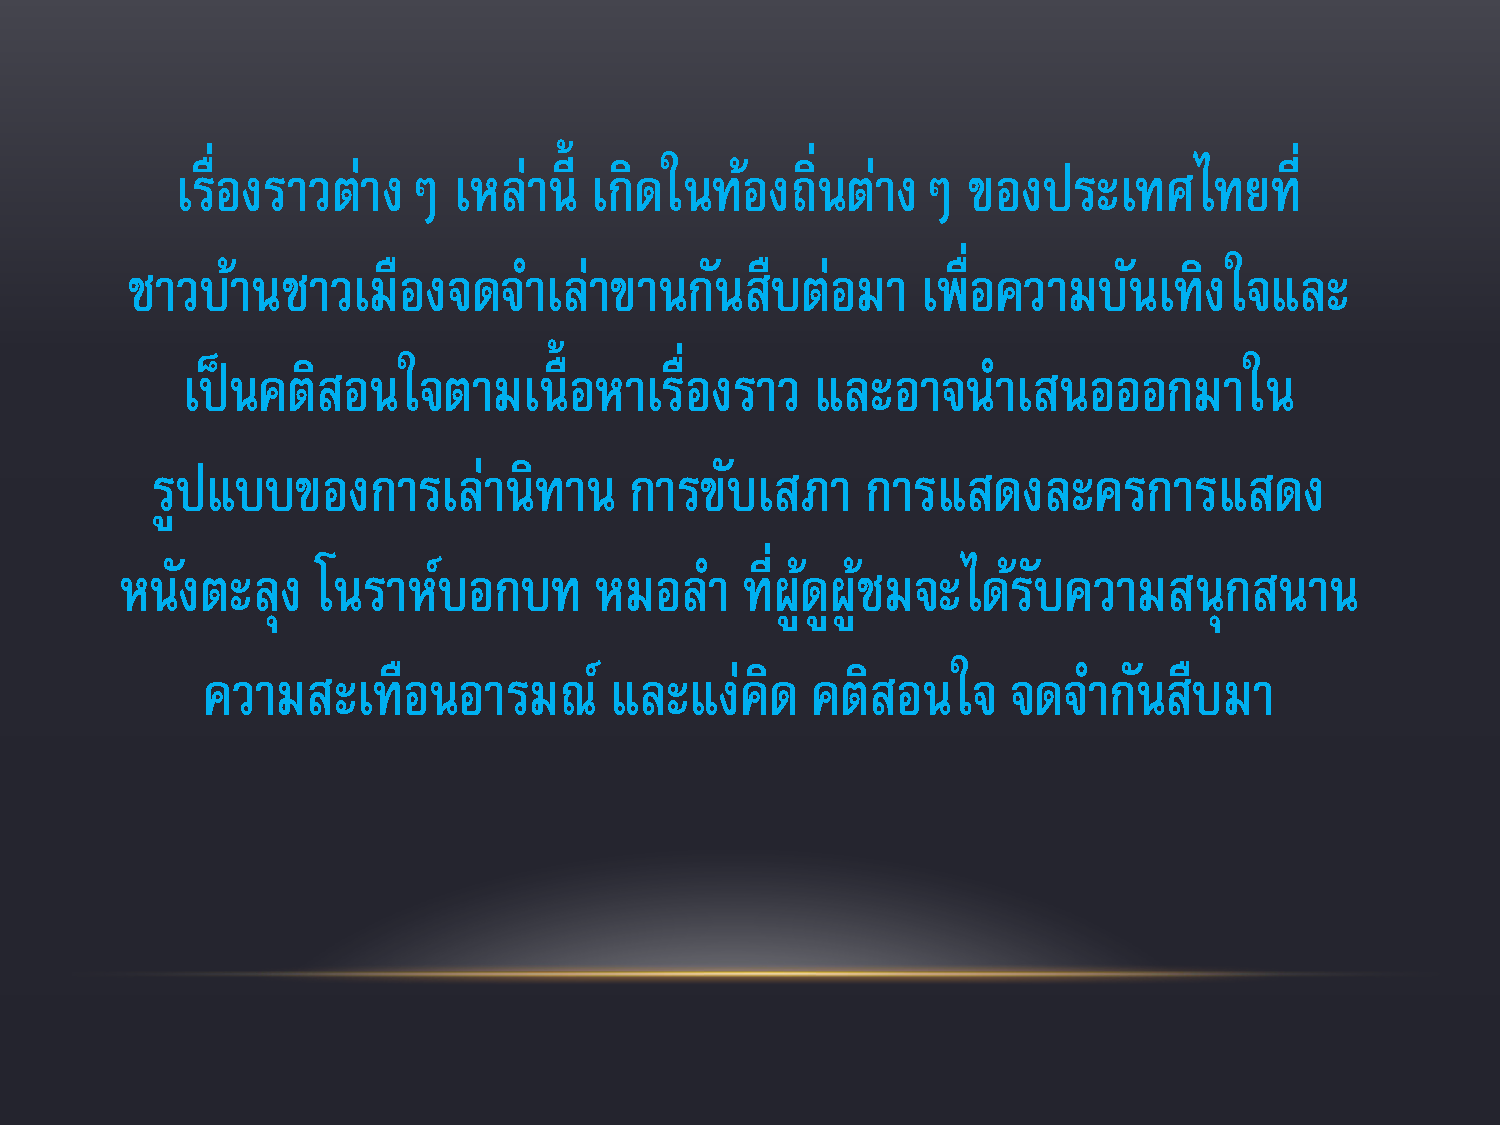 เรื่องราวต่าง ๆ เหล่านี้ เกิดในท้องถิ่นต่าง ๆ ของประเทศไทยที่
ชาวบ้านชาวเมืองจดจำเล่าขานกันสืบต่อมา เพื่อความบันเทิงใจและ
เป็นคติสอนใจตามเนื้อหาเรื่องราว และอาจนำเสนอออกมาใน
รูปแบบของการเล่านิทาน การขับเสภา การแสดงละครการแสดง
หนังตะลุง โนราห์บอกบท หมอลำ ที่ผู้ดูผู้ชมจะได้รับความสนุกสนาน
ความสะเทือนอารมณ์ และแง่คิด คติสอนใจ จดจำกันสืบมา